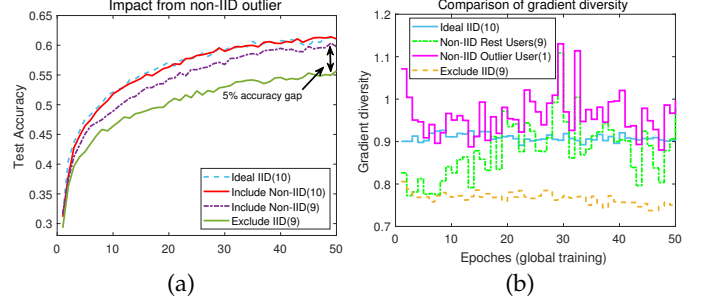 Impact from non-IID outlier
Test Accuracy
0.65
0.6
0.55
0.5
0.45
0.4
0.35
0.3
0
10
20
30
40
50
5% accuracy gap
Ideal IID(10)
Include Non-IID(10)
Include Non-IID(9)
Exclude IID(9)
Epoches (global training)
(a)
Comparison of gradient diversity
Gradient diversity
1.2
1.1
1
0.9
0.8
0.7
0
10
20
30
40
50
Ideal IID(10)
Non-IID Rest Users(9)
Non-IID Outlier User(1)
Exclude IID(9)
(b)